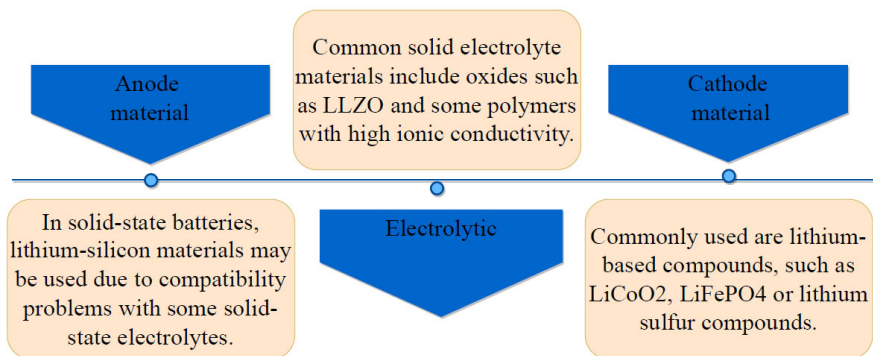 Anode
material
In solid-state batteries,
lithium-silicon materials may
be used due to compatibility
problems with some solid-
state electrolytes.
Common solid electrolyte
materials include oxides such
as LLZO and some polymers
with high ionic conductivity.
Electrolytic
Cathode
material
Commonly used are lithium-
based compounds, such as
LiCoO2, LiFePO4 or lithium
sulfur compounds.